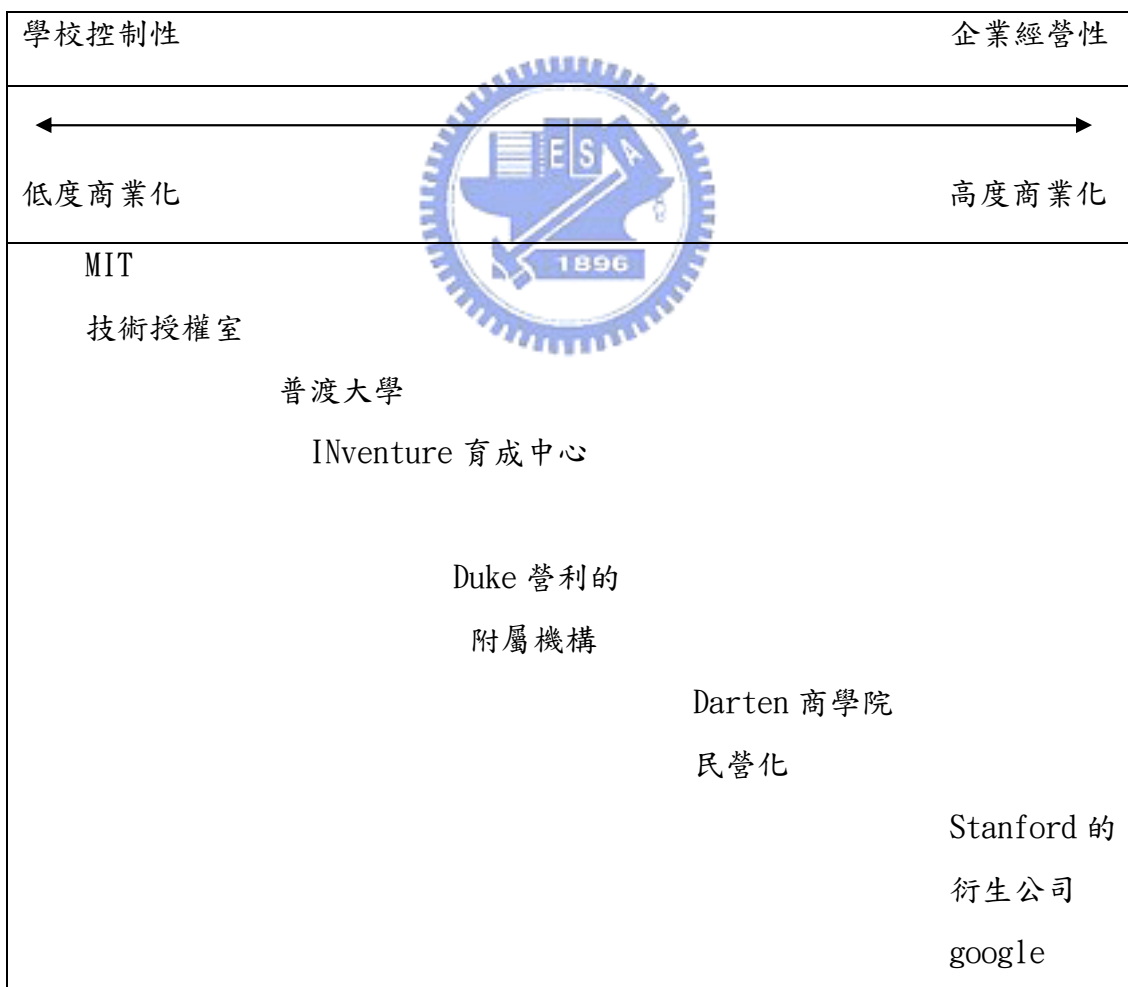 學校控制性 企業經營性
低度商業化 高度商業化
ESA
1896
MIT
技術授權室
普渡大學
INventure 育成中心
Duke 營利的
附屬機構
Darten 商學院
民營化
Stanford 的
衍生公司
google